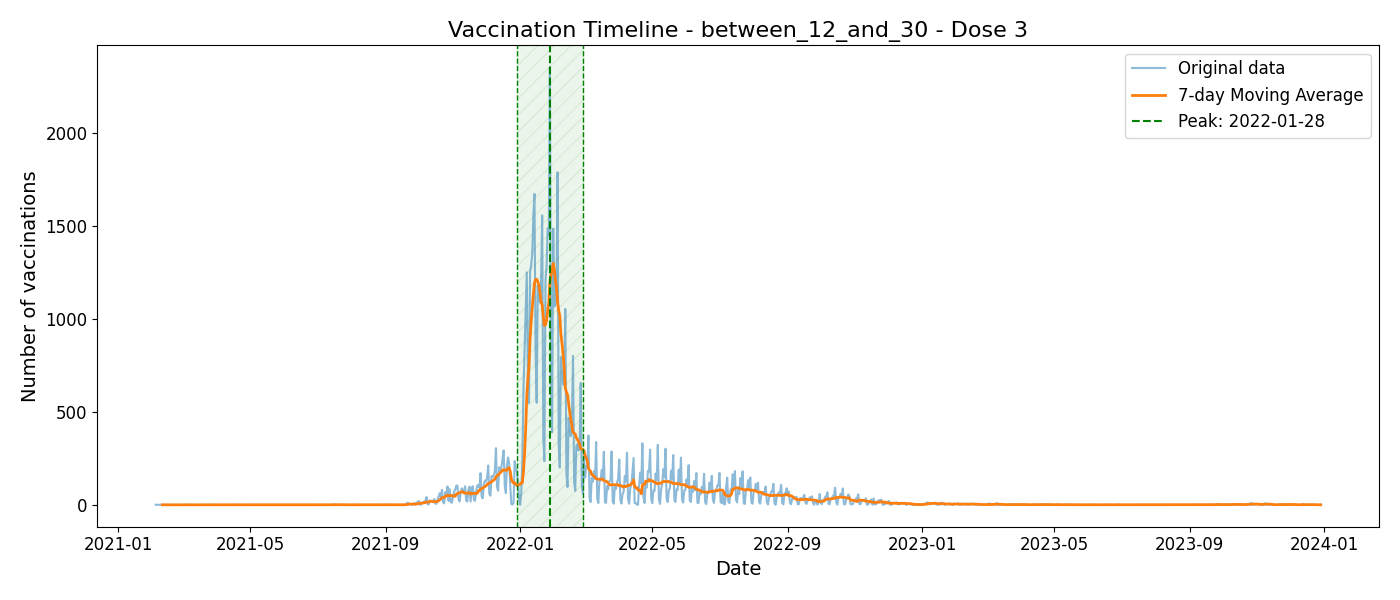 Vaccination Timeline - between_12_and_30 - Dose 3
Original data
7-day Moving Average
Peak: 2022-01-28
Number of vaccinations
2000
1500
1000
500
0
2021-01 2021-05 2021-09 2022-01 2022-05 2022-09 2023-01 2023-05 2023-09 2024-01
Date